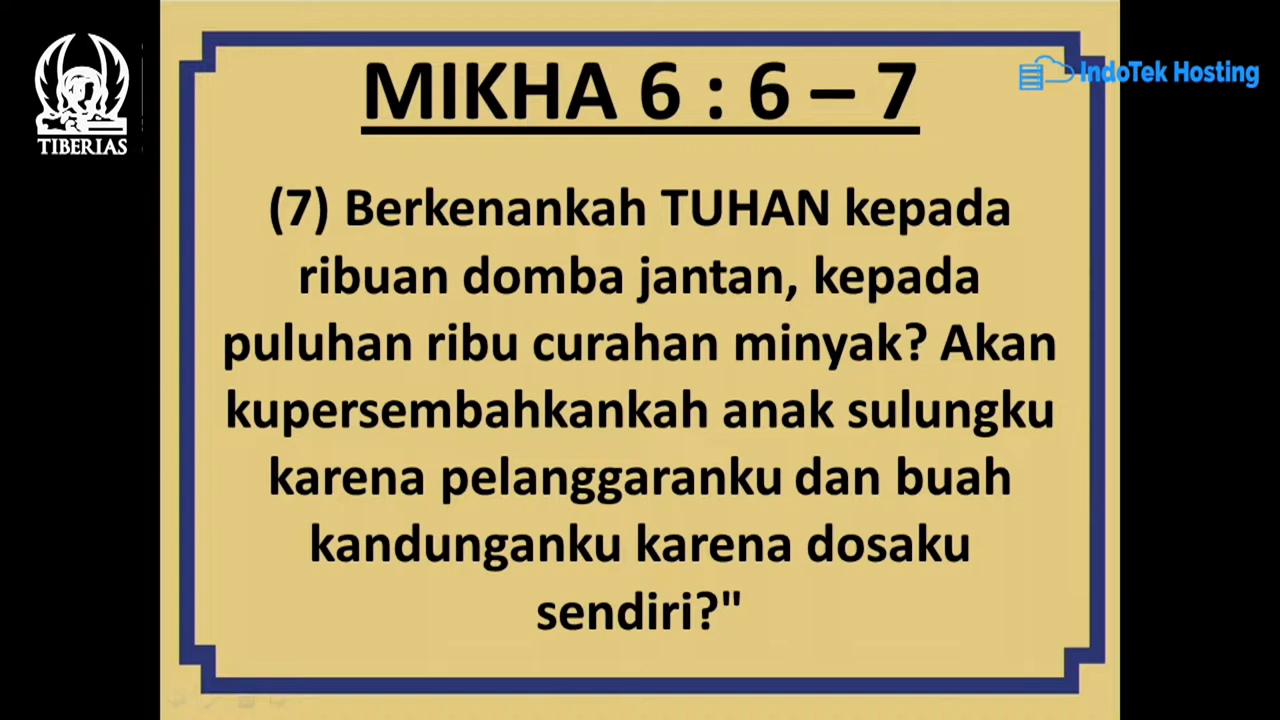 TIBERIAS
IndoTek Hosting
MIKHA 6 : 6 – 7
(7) Berkenankah TUHAN kepada
ribuan domba jantan, kepada
puluhan ribu curahan minyak? Akan
kupersembahkankah anak sulungku
karena pelanggaranku dan buah
kandunganku karena dosaku
sendiri?"